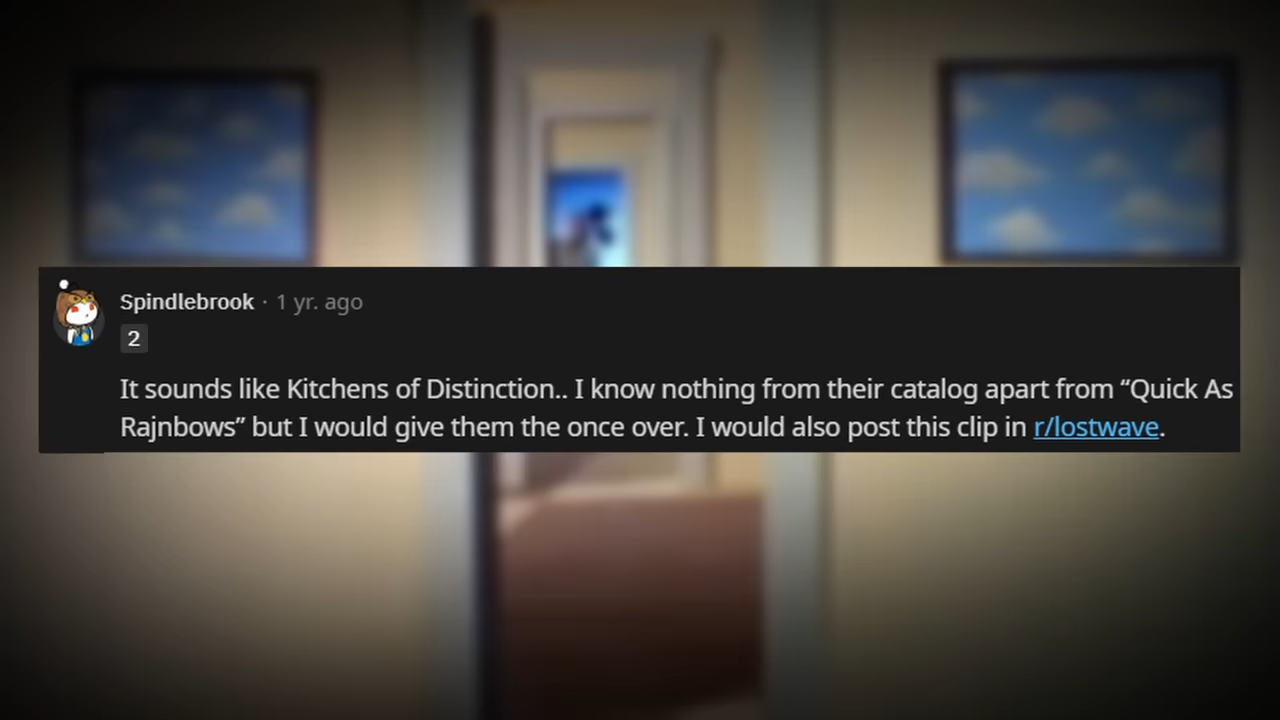 Spindlebrook · 1 yr. ago
2
It sounds like Kitchens of Distinction.. I know nothing from their catalog apart from “Quick As
Rajnbows” but I would give them the once over. I would also post this clip in r/lostwave.